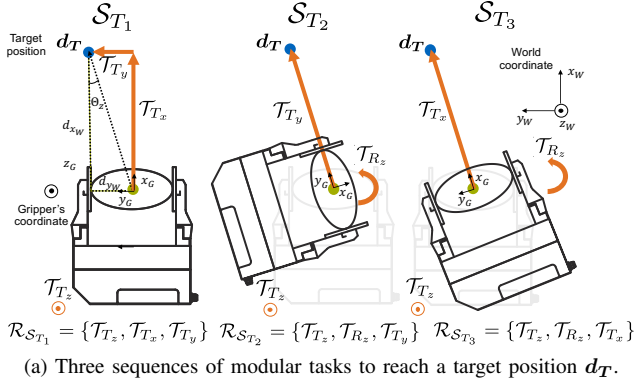 𝒮_{T_1} 𝒮_{T_2} 𝒮_{T_3}
Target
position
d_T d_T d_T
World
coordinate
x_W
y_W z_W
𝒯_{T_y}
Θ_z
𝒯_{T_x} 𝒯_{T_y} 𝒯_{T_x}
d_{x_W}
z_G
𝒯_{R_z} 𝒯_{R_z}
d_{y_W} x_G y_G x_G x_G
y_G y_G
Gripper's
coordinate
𝒯_{T_z} 𝒯_{T_z} 𝒯_{T_z}
ℛ_{𝒮_{T_1}} = {𝒯_{T_z}, 𝒯_{T_x}, 𝒯_{T_y}} ℛ_{𝒮_{T_2}} = {𝒯_{T_z}, 𝒯_{R_z}, 𝒯_{T_y}} ℛ_{𝒮_{T_3}} = {𝒯_{T_z}, 𝒯_{R_z}, 𝒯_{T_x}}
(a) Three sequences of modular tasks to reach a target position d_T.